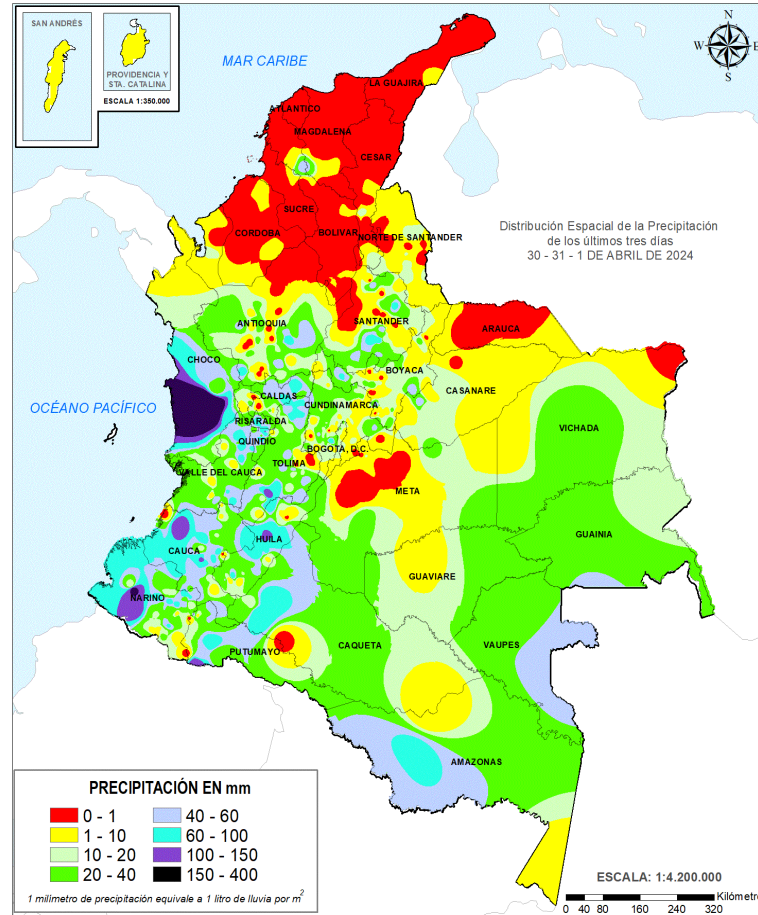 SAN ANDRÉS
PROVIDENCIA Y
STA. CATALINA
ESCALA 1:350.000
MAR CARIBE
N
W
E
S
LA GUAJIRA
ATLANTICO
MAGDALENA
CESAR
SUCRE
CORDOBA
BOLIVAR
NORTE DE SANTANDER
Distribución Espacial de la Precipitación
de los últimos tres días
30 - 31 - 1 DE ABRIL DE 2024
ANTIOQUIA
SANTANDER
ARAUCA
CHOCO
BOYACA
CASANARE
OCÉANO PACÍFICO
CALDAS
CUNDINAMARCA
RISARALDA
VICHADA
QUINDIO
BOGOTA, D.C.
TOLIMA
VALLE DEL CAUCA
META
GUAINIA
HUILA
CAUCA
GUAVIARE
NARIÑO
CAQUETA
VAUPES
PUTUMAYO
AMAZONAS
PRECIPITACIÓN EN mm
0 - 1
40 - 60
1 - 10
60 - 100
10 - 20
100 - 150
20 - 40
150 - 400
1 milimetro de precipitación equivale a 1 litro de lluvia por m2
ESCALA: 1:4.200.000
Kilómetro
0 40 80 160 240 320